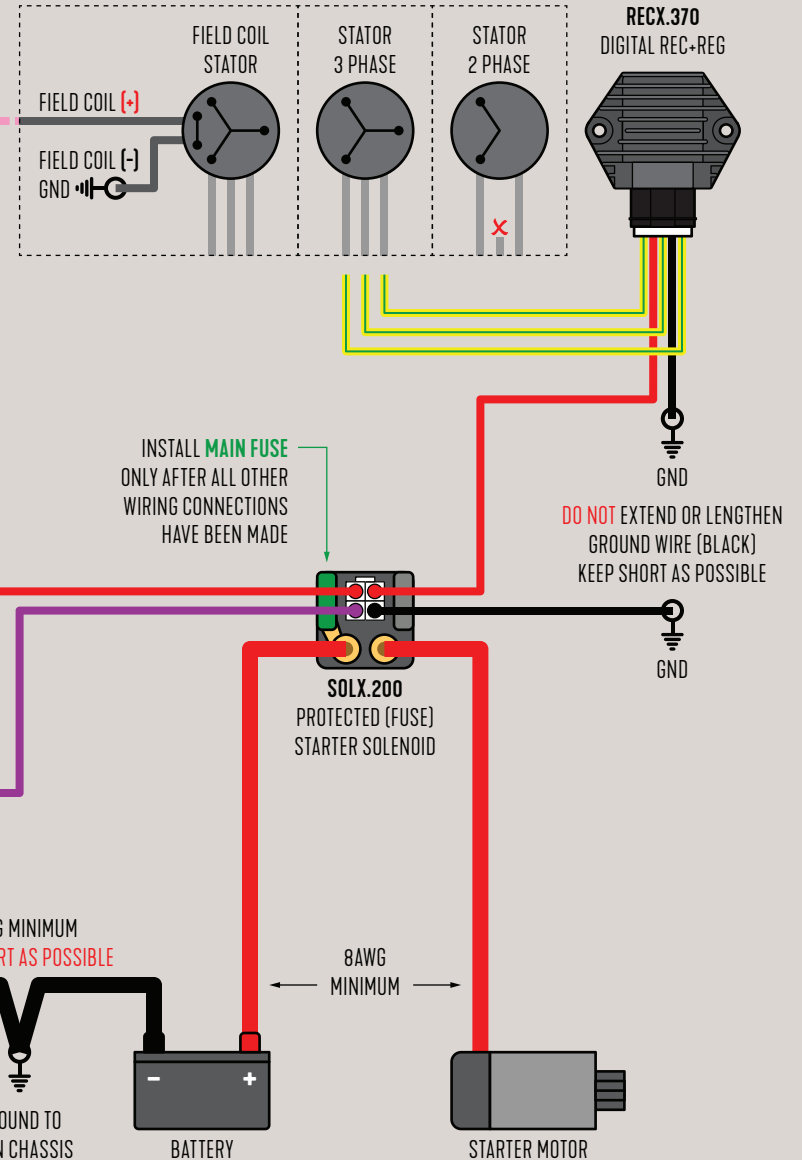 FIELD COIL
STATOR
STATOR
3 PHASE
STATOR
2 PHASE
RECX.370
DIGITAL REC+REG
FIELD COIL (+)
FIELD COIL (-)
GND
X
GND
INSTALL MAIN FUSE
ONLY AFTER ALL OTHER
WIRING CONNECTIONS
HAVE BEEN MADE
DO NOT EXTEND OR LENGTHEN
GROUND WIRE (BLACK)
KEEP SHORT AS POSSIBLE
GND
SOLX.200
PROTECTED (FUSE)
STARTER SOLENOID
MINIMUM
AS POSSIBLE
8AWG
MINIMUM
- +
TO
CHASSIS
BATTERY
STARTER MOTOR